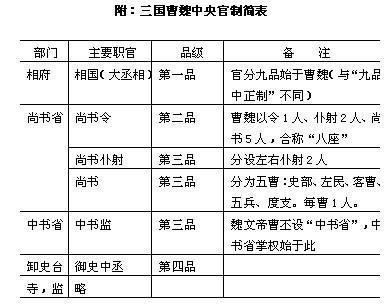 附：三国曹魏中央官制简表
部门 主要职官 品级 备 注
相府 相国(大丞相) 第一品 官分九品始于曹魏(与“九品
中正制”不同)
尚书省 尚书令 第二品 曹魏以令1人、仆射2人、尚
书5人，合称“八座”
尚书仆射 第三品 分设左右仆射2人
尚书 第三品 分为五曹：史部、左民、客曹、
五兵、度支。每曹1人。
中书省 中书监 第三品 魏文帝曹丕设“中书省”，中
书省掌权始于此
卸史台 御史中丞 第四品
寺，监 略